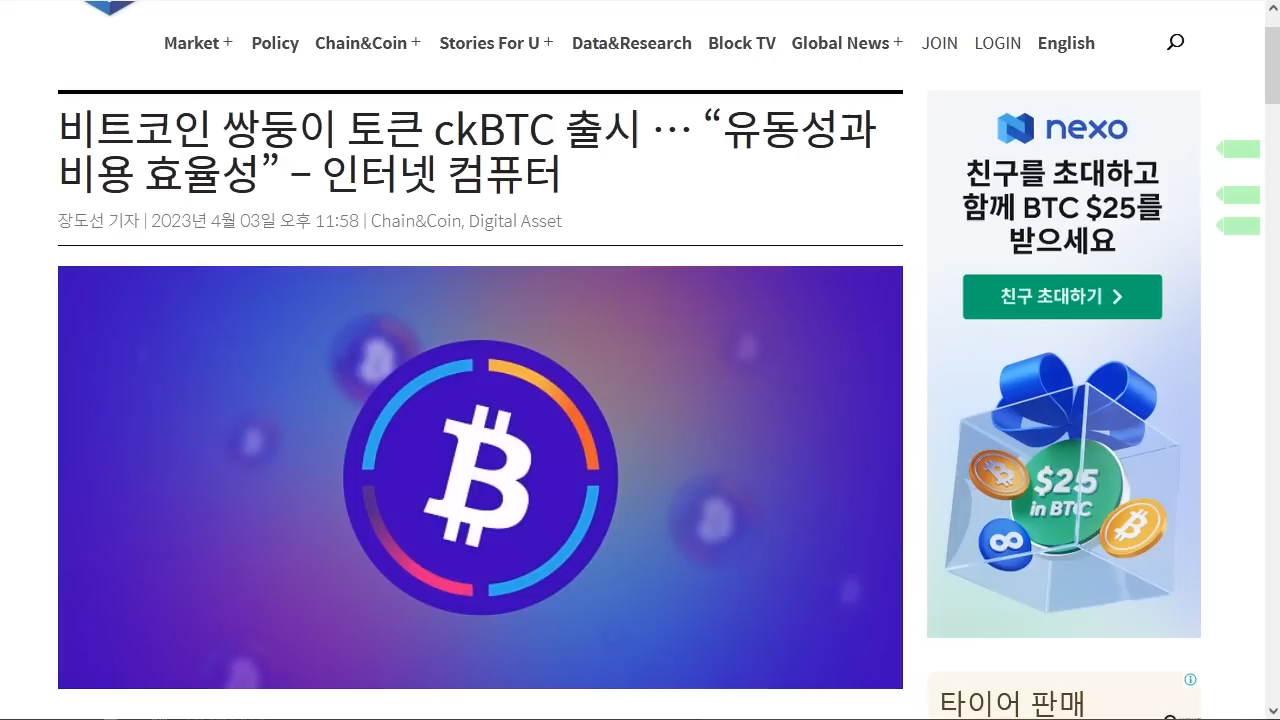 Market + Policy Chain&Coin + Stories For U + Data&Research Block TV Global News + JOIN LOGIN English
비트코인 쌍둥이 토큰 ckBTC 출시 … “유동성과
비용 효율성” – 인터넷 컴퓨터
장도선 기자 | 2023년 4월 03일 오후 11:58 | Chain&Coin, Digital Asset
nexo
친구를 초대하고
함께 BTC $25를
받으세요
친구 초대하기
$25
in BTC
타이어 판매